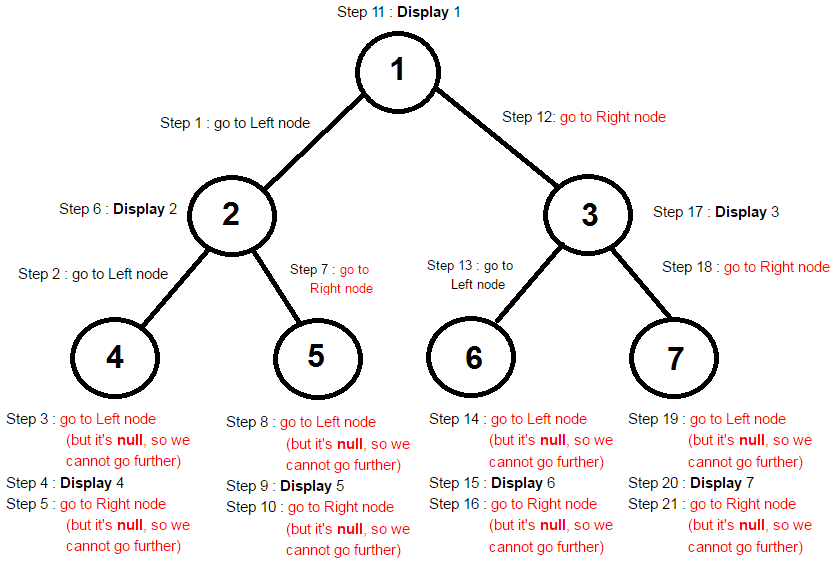 Step 11 : Display 1
1
Step 1 : go to Left node
Step 12: go to Right node
Step 6 : Display 2
2
3
Step 17 : Display 3
Step 2 : go to Left node
Step 7 : go to
Right node
Step 13 : go to
Left node
Step 18 : go to Right node
4
5
6
7
Step 3 : go to Left node
(but it's null, so we
cannot go further)
Step 4 : Display 4
Step 5 : go to Right node
(but it's null, so we
cannot go further)
Step 8 : go to Left node
(but it's null, so we
cannot go further)
Step 9 : Display 5
Step 10 : go to Right node
(but it's null, so we
cannot go further)
Step 14 : go to Left node
(but it's null, so we
cannot go further)
Step 15 : Display 6
Step 16 : go to Right node
(but it's null, so we
cannot go further)
Step 19 : go to Left node
(but it's null, so we
cannot go further)
Step 20 : Display 7
Step 21 : go to Right node
(but it's null, so we
cannot go further)